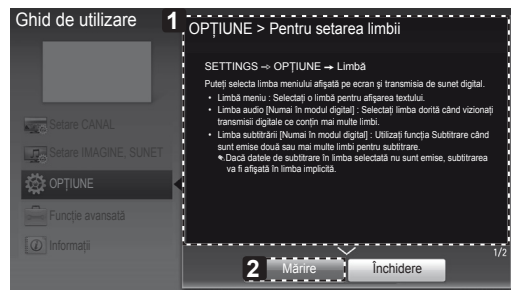 Ghid de utilizare
Setare CANAL
Setare IMAGINE, SUNET
OPȚIUNE
Funcție avansată
Informații
1
OPȚIUNE > Pentru setarea limbii
SETTINGS ⇨ OPȚIUNE → Limbă
Puteți selecta limba meniului afișată pe ecran și transmisia de sunet digital.
• Limbă meniu : Selectați o limbă pentru afișarea textului.
• Limba audio [Numai în modul digital] : Selectați limba dorită când vizionați
transmisii digitale ce conțin mai multe limbi.
• Limba subtitrării [Numai în modul digital] : Utilizați funcția Subtitrare când
sunt emise două sau mai multe limbi pentru subtitrare.
Dacă datele de subtitrare în limba selectată nu sunt emise, subtitrarea
va fi afișată în limba implicită.
1/2
2
Mărire
Închidere